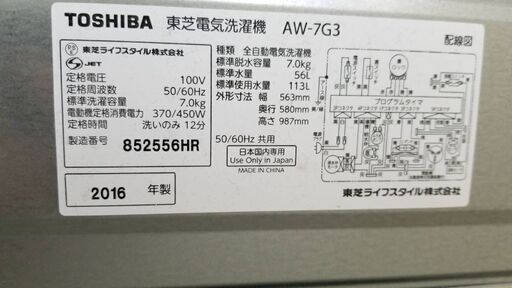 TOSHIBA 東芝電気洗濯機 AW-7G3
配線図
PS E 東芝ライフスタイル株式会社
JET
定格電圧 100V
定格周波数 50/60Hz
標準洗濯容量 7.0kg
電動機定格消費電力 370/450W
定格時間 洗いのみ 12分
製造番号 852556HR
2016 年製
種類 全自動電気洗濯機
標準脱水容量 7.0kg
標準水量 56L
標準使用水量 113L
外形寸法 幅 563mm
奥行 580mm
高さ 987mm
50/60Hz 共用
日本国内専用
Use only in Japan
MADE IN CHINA
ロック
プログラムタイマ
東芝ライフスタイル株式会社